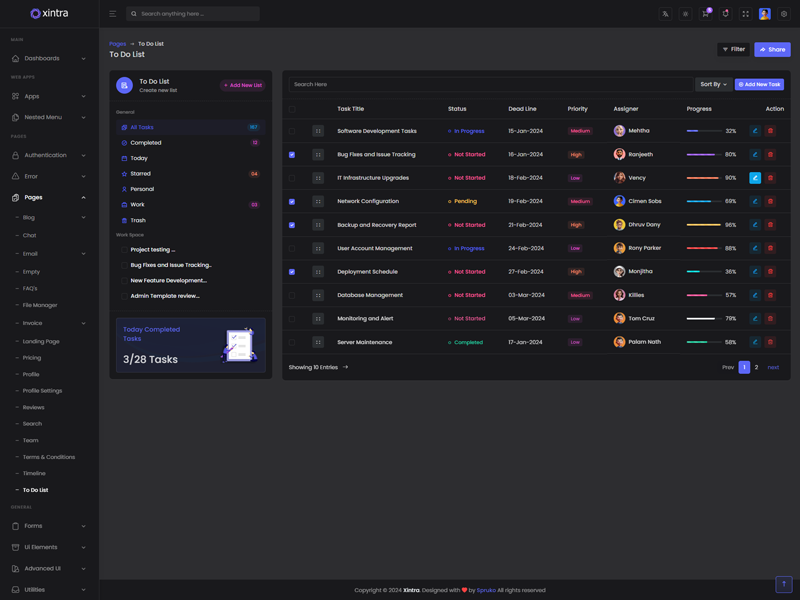 xintra
Search anything here ...
5
MAIN
Dashboards
WEB APPS
Apps
Nested Menu
PAGES
Authentication
Error
Pages
Blog
Chat
Email
Empty
FAQ's
File Manager
Invoice
Landing Page
Pricing
Profile
Profile Settings
Reviews
Search
Team
Terms & Conditions
Timeline
To Do List
GENERAL
Forms
Ui Elements
Advanced UI
Utilities
Pages → To Do List
To Do List
Filter
Share
To Do List
Create new list
+ Add New List
General
All Tasks 167
Completed 12
Today
Starred 04
Personal
Work 03
Trash
Work Space
Project testing ...
Bug Fixes and Issue Tracking..
New Feature Development...
Admin Template review...
Today Completed
Tasks
3/28 Tasks
Search Here
Sort By
Add New Task
Task Title Status Dead Line Priority Assigner Progress Action
Software Development Tasks In Progress 15-Jan-2024 Medium Mehtha 32%
Bug Fixes and Issue Tracking Not Started 16-Jan-2024 High Ranjeeth 80%
IT Infrastructure Upgrades Not Started 18-Feb-2024 Low Vency 90%
Network Configuration Pending 19-Feb-2024 Medium Cimen Sobs 69%
Backup and Recovery Report Not Started 21-Feb-2024 High Dhruv Dany 96%
User Account Management In Progress 24-Feb-2024 Low Rony Parker 88%
Deployment Schedule Not Started 27-Feb-2024 High Monjitha 36%
Database Management Not Started 03-Mar-2024 Medium Killies 57%
Monitoring and Alert Not Started 05-Mar-2024 Low Tom Cruz 79%
Server Maintenance Completed 17-Jan-2024 Low Palam Nath 58%
Showing 10 Entries →
Prev 1 2 Next
Copyright © 2024 Xintra. Designed with ❤ by Spruko All rights reserved